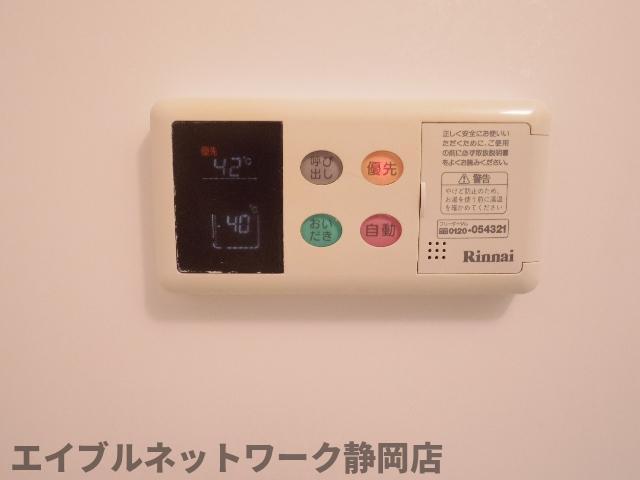 優先
42℃
40℃
呼び
出し
優先
おい
だき
自動
正しく安全にお使いい
ただくために、ご使用
の前に必ず取扱説明書
をよくお読みください。
警告
やけど防止のため、
お湯を使う前に湯温
を確かめてください
フリーダイヤル
0120-054321
Rinnai
エイブルネットワーク静岡店